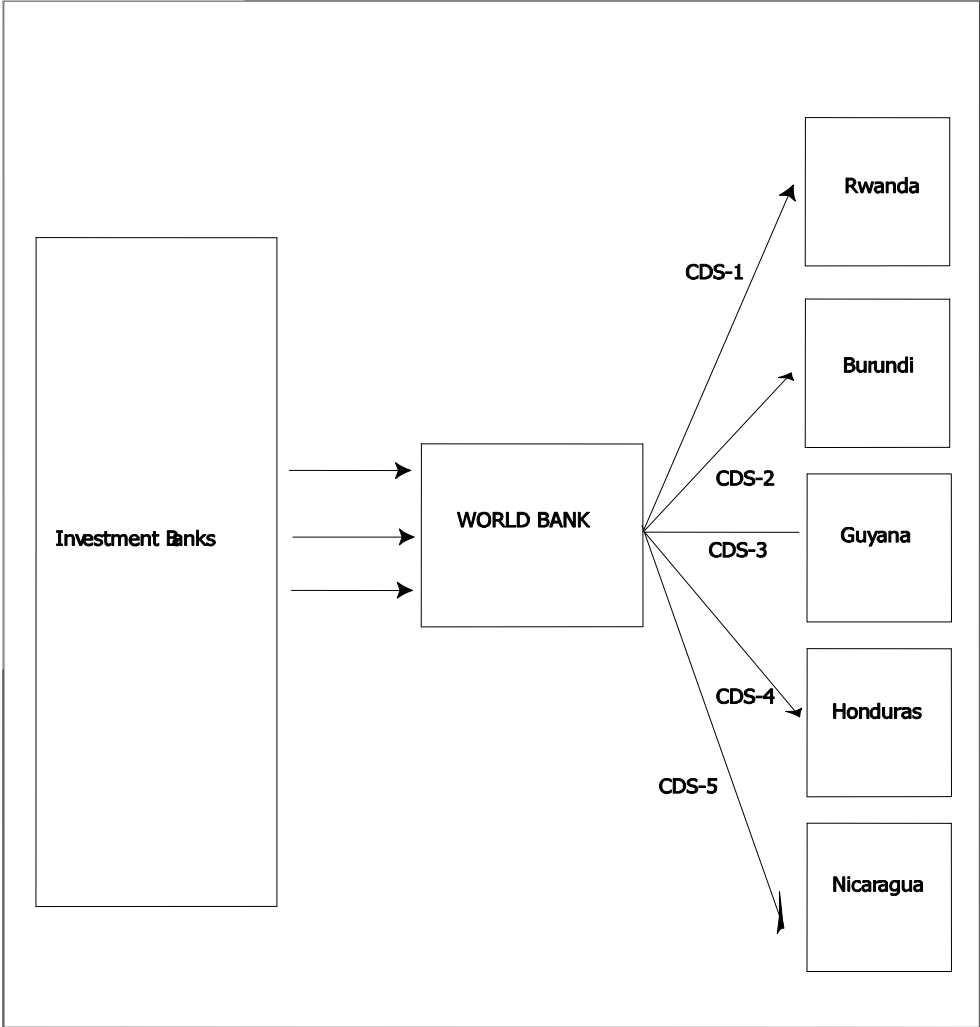 Rwanda
CDS-1
Burundi
CDS-2
WORLD BANK
Investment Banks
Guyana
CDS-3
CDS-4
Honduras
CDS-5
Nicaragua